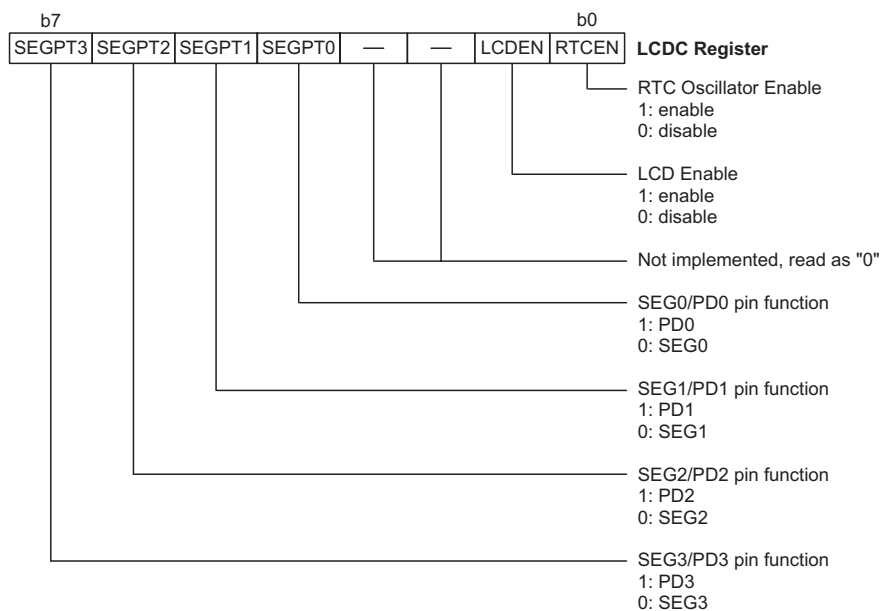 b7 b0
SEGPT3 SEGPT2 SEGPT1 SEGPT0 — — LCDEN RTCEN LCDC Register
RTC Oscillator Enable
1: enable
0: disable
LCD Enable
1: enable
0: disable
Not implemented, read as "0"
SEG0/PD0 pin function
1: PD0
0: SEG0
SEG1/PD1 pin function
1: PD1
0: SEG1
SEG2/PD2 pin function
1: PD2
0: SEG2
SEG3/PD3 pin function
1: PD3
0: SEG3